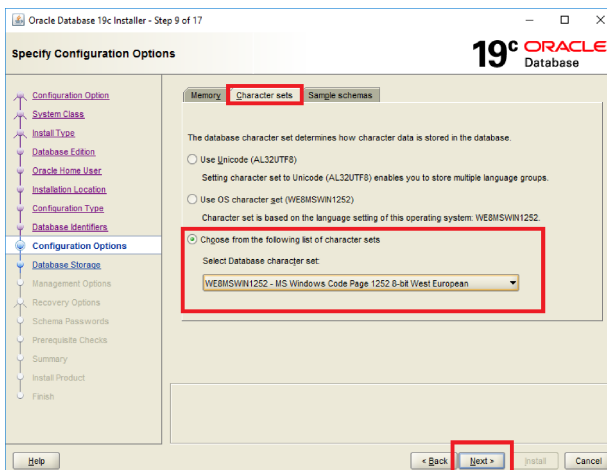 Oracle Database 19c Installer - Step 9 of 17
Specify Configuration Options
19c ORACLE
Database
Configuration Option
System Class
Install Type
Database Edition
Oracle Home User
Installation Location
Configuration Type
Database Identifiers
Configuration Options
Database Storage
Management Options
Recovery Options
Schema Passwords
Prerequisite Checks
Summary
Install Product
Finish
Memory Character sets Sample schemas
The database character set determines how character data is stored in the database.
Use Unicode (AL32UTF8)
Setting character set to Unicode (AL32UTF8) enables you to store multiple language groups.
Use OS character set (WE8MSWIN1252)
Character set is based on the language setting of this operating system: WE8MSWIN1252.
Choose from the following list of character sets
Select Database character set:
WE8MSWIN1252 - MS Windows Code Page 1252 8-bit West European
Help < Back Next > Install Cancel